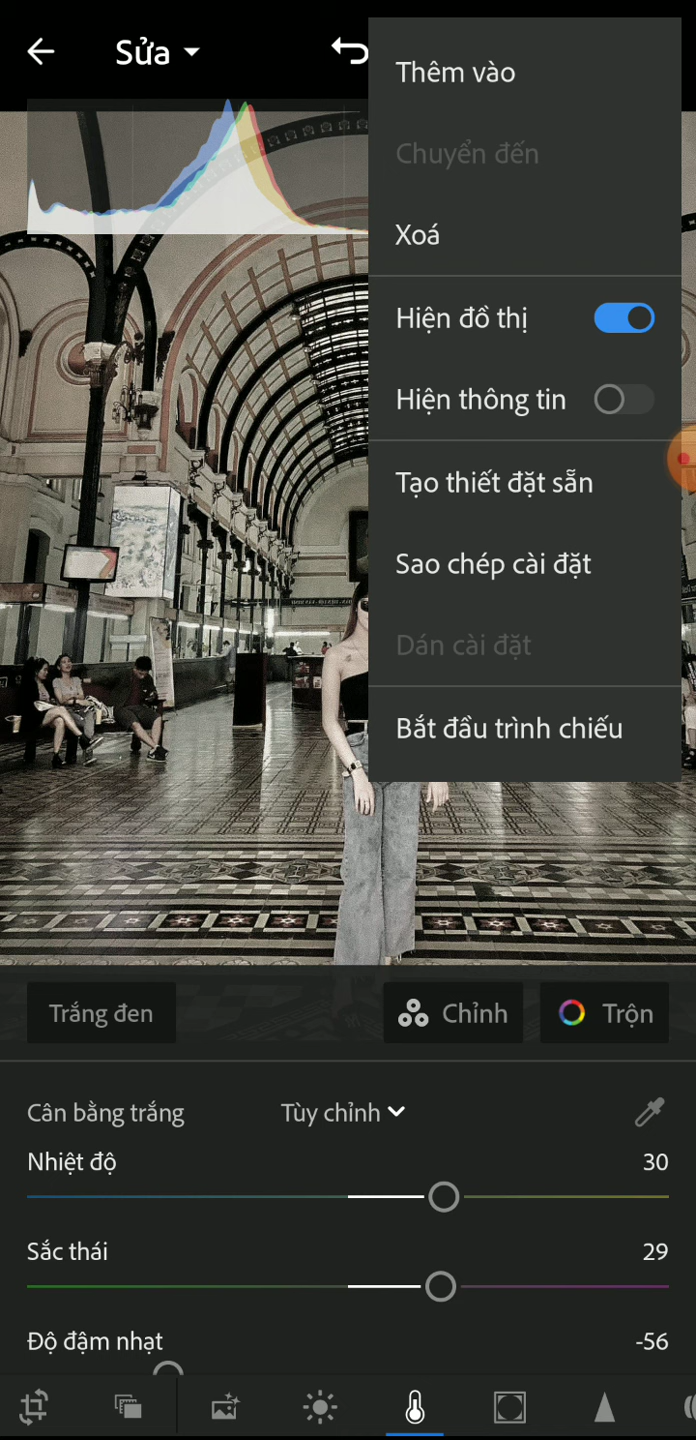 Sửa
Thêm vào
Chuyển đến
Xoá
Hiện đồ thị
Hiện thông tin
Tạo thiết đặt sẵn
Sao chép cài đặt
Dán cài đặt
Bắt đầu trình chiếu
Trắng đen
Chỉnh
Trộn
Cân bằng trắng
Tùy chỉnh
Nhiệt độ
30
Sắc thái
29
Độ đậm nhạt
-56